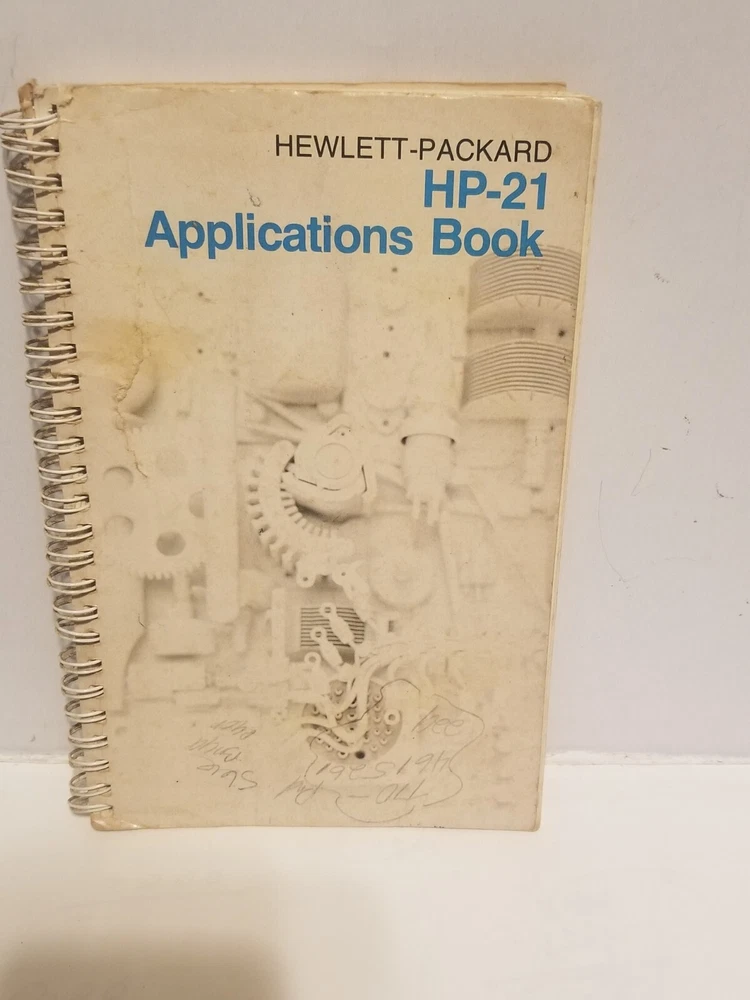 HEWLETT-PACKARD
HP-21
Applications Book